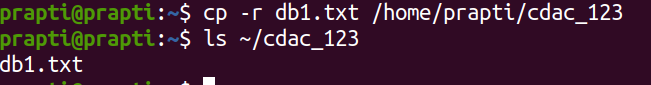 prapti@prapti:~$ cp -r db1.txt /home/prapti/cdac_123
prapti@prapti:~$ ls ~/cdac_123
db1.txt
prapti@prapti:~$